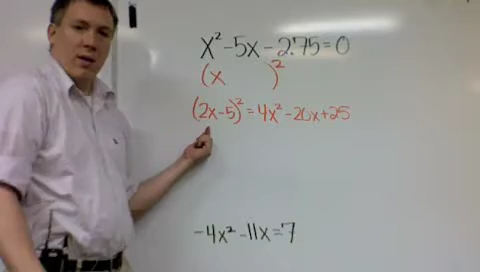 x² - 5x - 2.75 = 0
(x )²
(2x-5)² = 4x² - 20x + 25
-4x² - 11x = 7